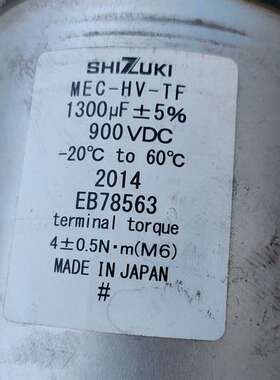 SHIZUKI
MEC-HV-TF
1300μF±5%
900VDC
-20℃ to 60℃
2014
EB78563
terminal torque
4±0.5N・m(M6)
MADE IN JAPAN
#